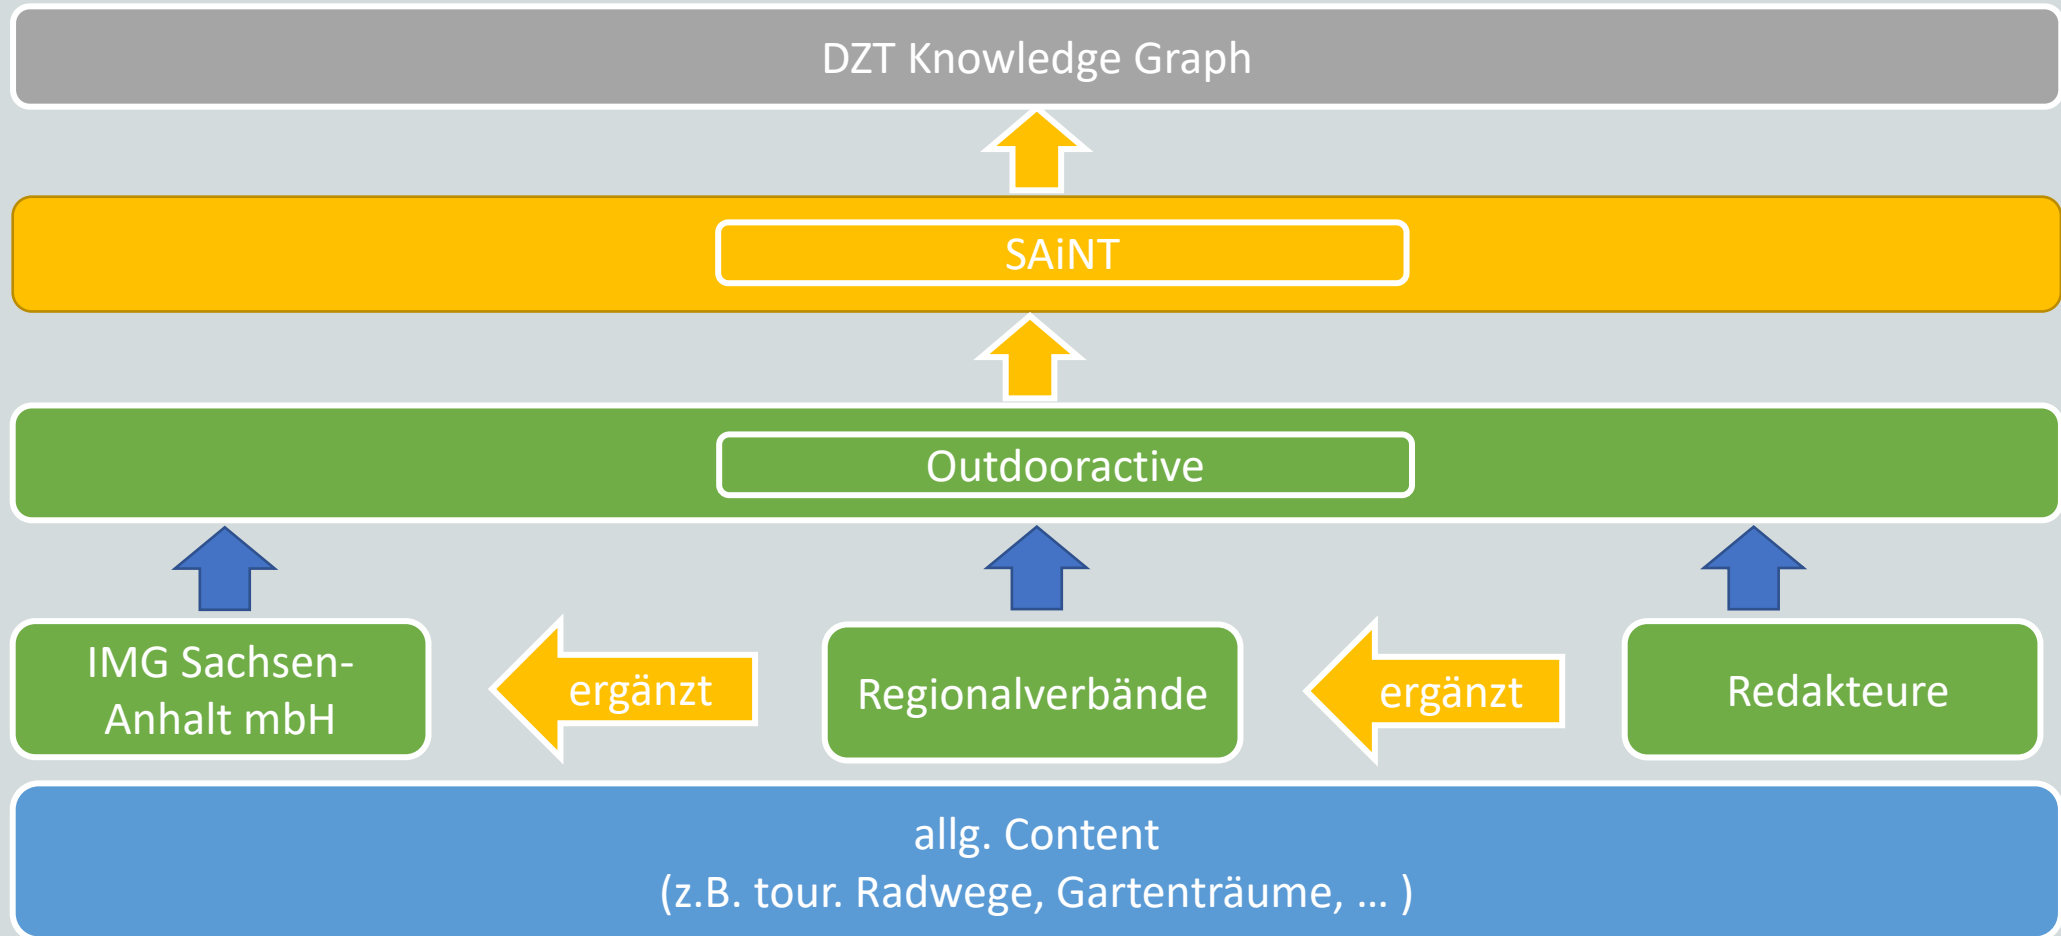 DZT Knowledge Graph
SAiNT
Outdooractive
IMG Sachsen-
Anhalt mbH
ergänzt
Regionalverbände
ergänzt
Redakteure
allg. Content
(z.B. tour. Radwege, Gartenträume, ... )